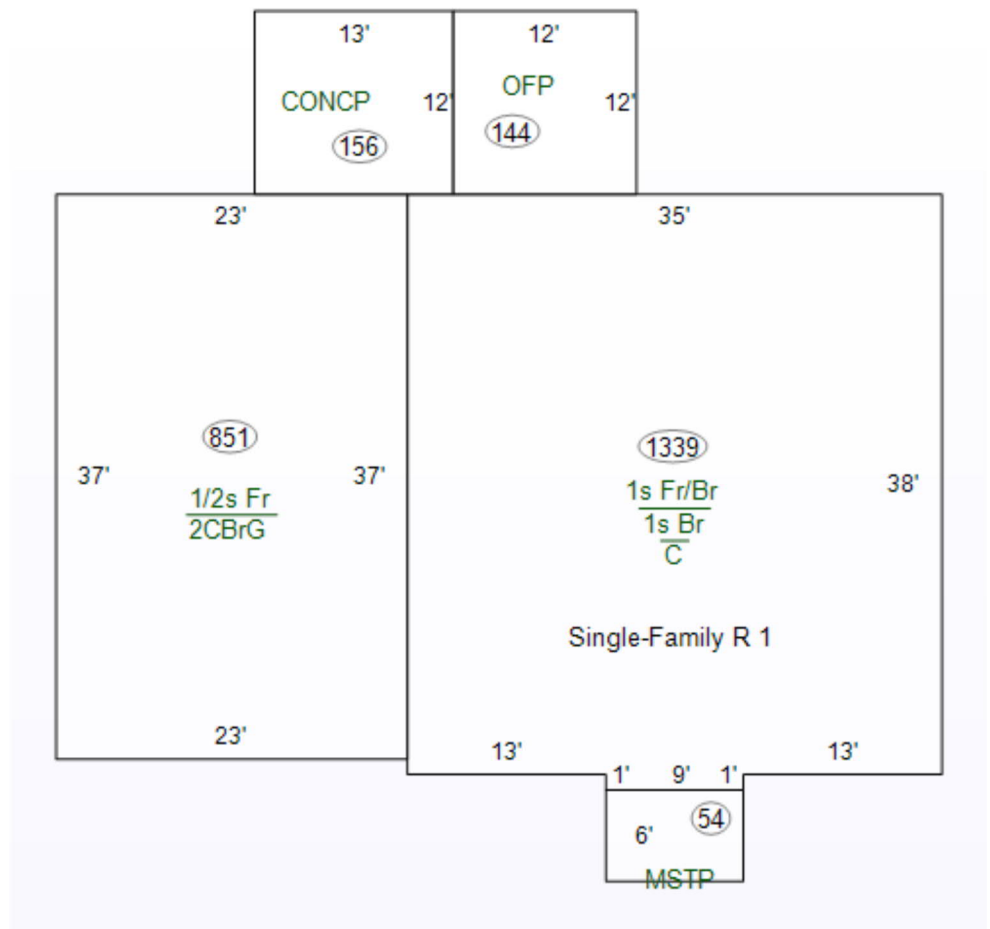 13'
12'
CONCP
12'
OFP
12'
156
144
23'
35'
851
1339
37'
37'
38'
1/2s Fr
2CBrG
1s Fr/Br
1s Br
C
Single-Family R 1
23'
13'
13'
1'
9'
1'
6'
54
MSTP